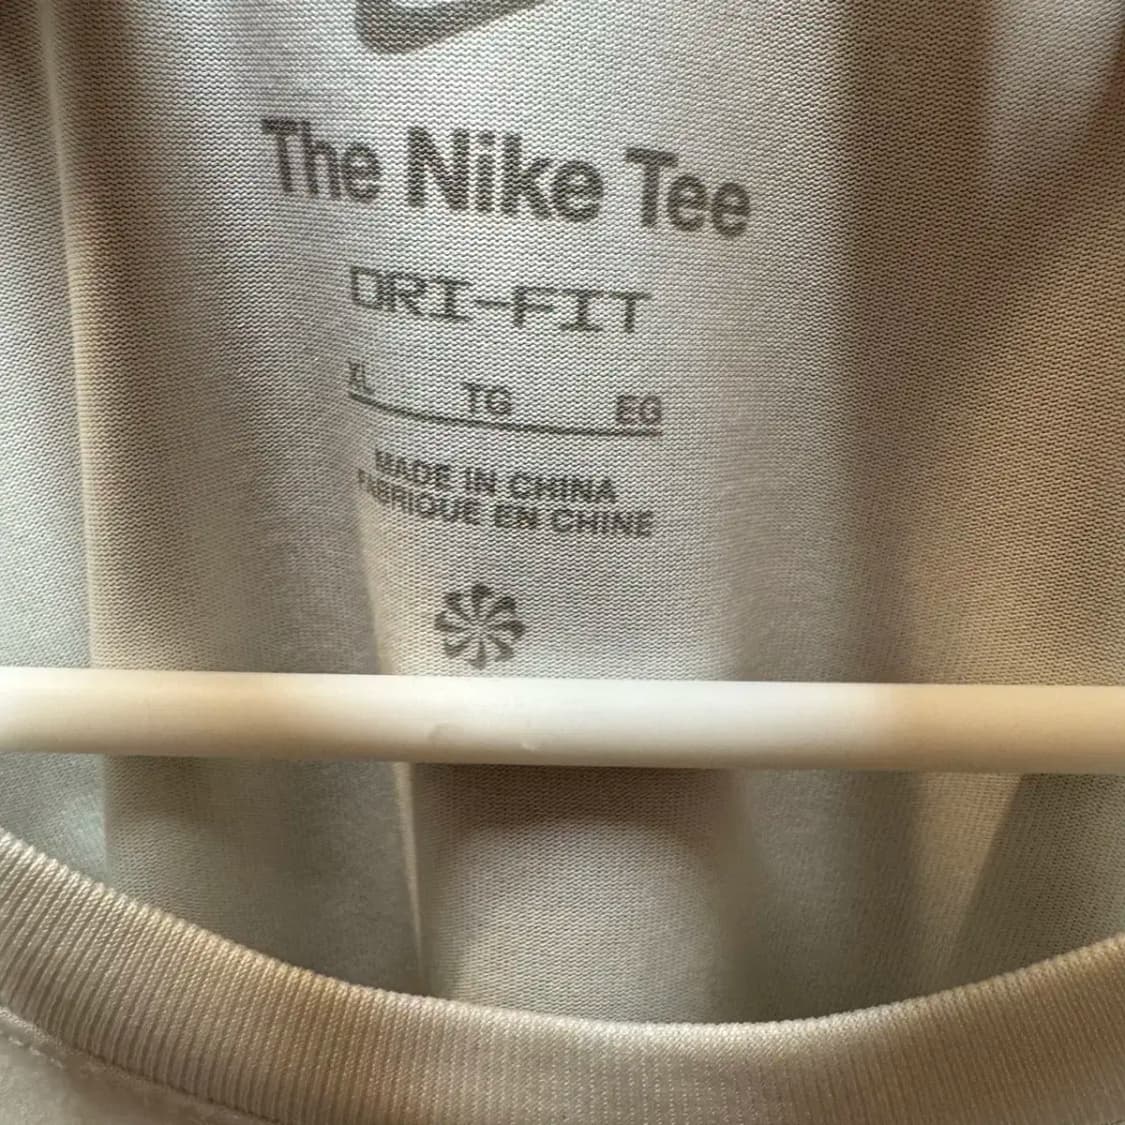 The Nike Tee
DRI-FIT
XL TG EG
MADE IN CHINA
FABRIQUE EN CHINE